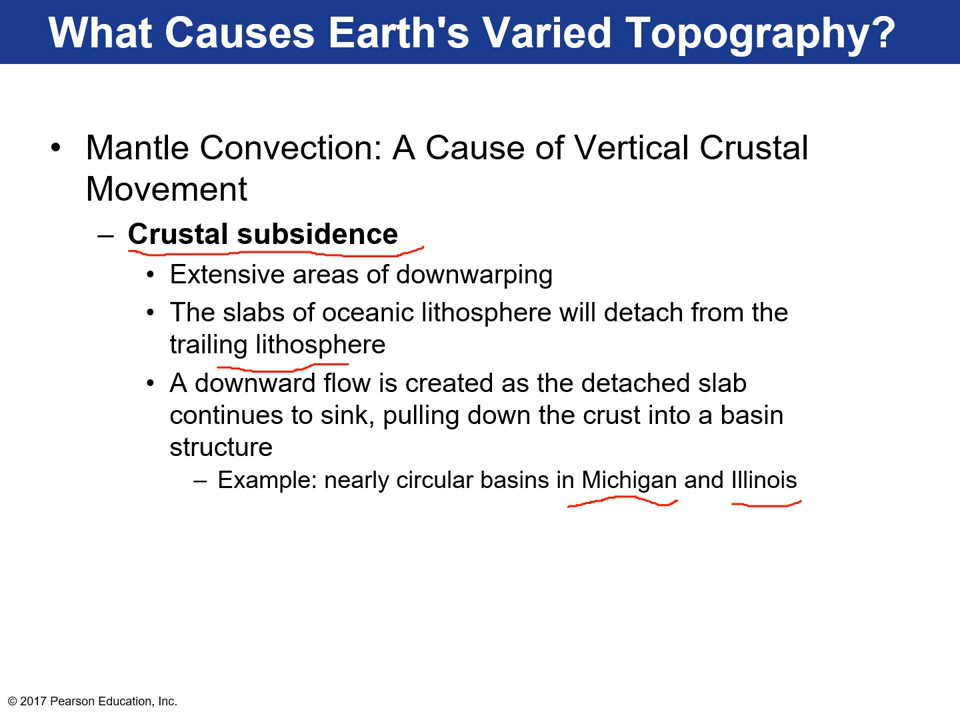 What Causes Earth's Varied Topography?
• Mantle Convection: A Cause of Vertical Crustal
Movement
– Crustal subsidence
• Extensive areas of downwarping
• The slabs of oceanic lithosphere will detach from the
trailing lithosphere
• A downward flow is created as the detached slab
continues to sink, pulling down the crust into a basin
structure
– Example: nearly circular basins in Michigan and Illinois
© 2017 Pearson Education, Inc.